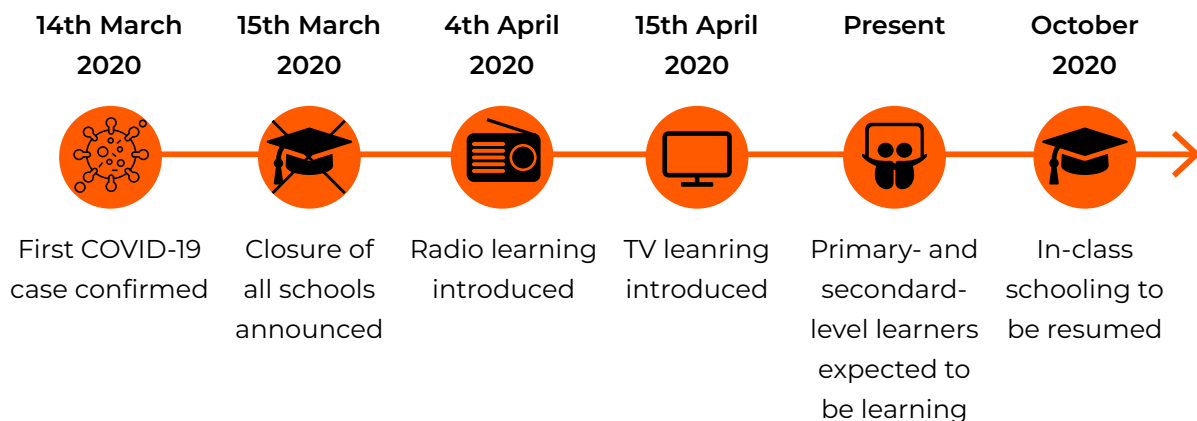 14th March
2020
15th March
2020
4th April
2020
15th April
2020
Present
October
2020
First COVID-19
case confirmed
Closure of
all schools
announced
Radio learning
introduced
TV leanring
introduced
Primary- and
secondard-
level learners
expected to
be learning
In-class
schooling to
be resumed